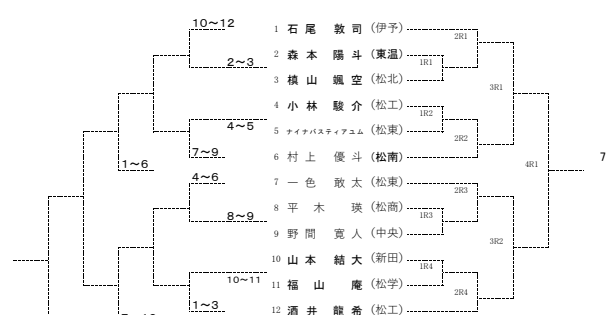 10～12
1 石尾 敦司 (伊予)
2R1
2～3
2 森本 陽斗 (東温)
1R1
3 槙山 颯空 (松北)
3R1
4 小林 駿介 (松工)
1R2
4～5
5 ナイナバスティアユム (松東)
2R2
7～9
6 村上 優斗 (松南)
7
1～6
4R1
4～6
7 一色 敢太 (松東)
2R3
8 平木 瑛 (松商)
8～9
1R3
9 野間 寛人 (中央)
3R2
10 山本 結大 (新田)
1R4
10～11
11 福山 庵 (松学)
2R4
1～3
12 酒井 龍希 (松工)